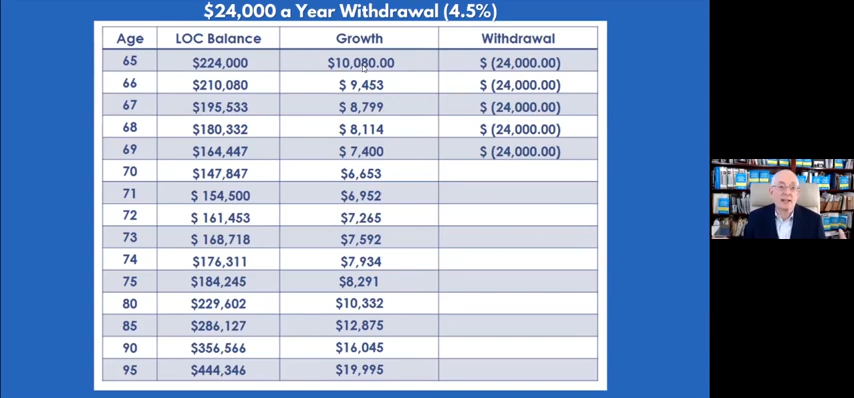 $24,000 a Year Withdrawal (4.5%)
Age LOC Balance Growth Withdrawal
65 $224,000 $10,080.00 $ (24,000.00)
66 $210,080 $ 9,453 $ (24,000.00)
67 $195,533 $ 8,799 $ (24,000.00)
68 $180,332 $ 8,114 $ (24,000.00)
69 $164,447 $ 7,400 $ (24,000.00)
70 $147,847 $6,653
71 $ 154,500 $6,952
72 $ 161,453 $7,265
73 $ 168,718 $7,592
74 $176,311 $7,934
75 $184,245 $8,291
80 $229,602 $10,332
85 $286,127 $12,875
90 $356,566 $16,045
95 $444,346 $19,995